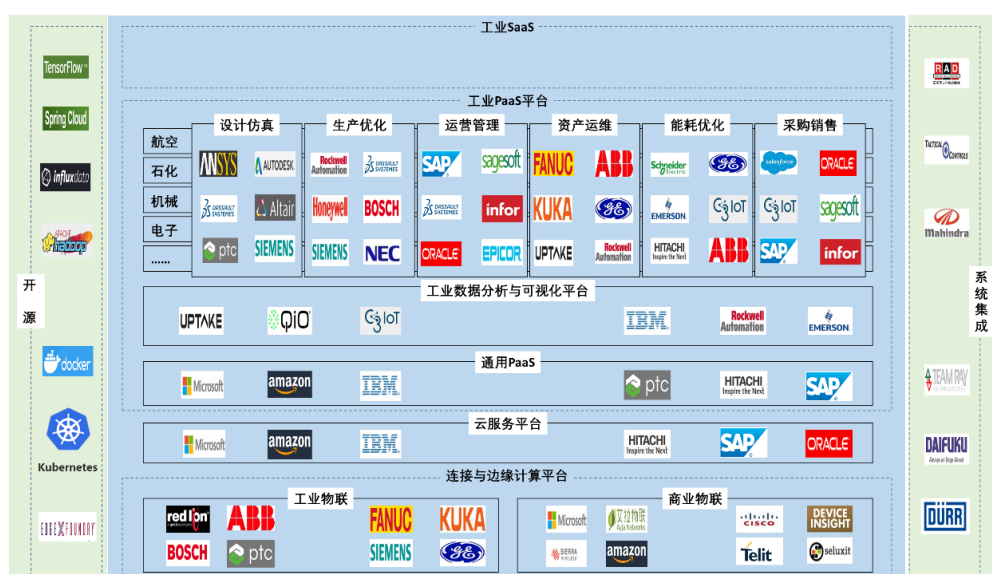 工业SaaS
工业PaaS平台
设计仿真 生产优化 运营管理 资产运维 能耗优化 采购销售
航空
石化
机械
电子
......
ANSYS AUTODESK Rockwell Automation DASSAULT SYSTEMES SAP sagesoft FANUC ABB Schneider Electric GE salesforce ORACLE
DASSAULT SYSTEMES Altair Honeywell BOSCH DASSAULT SYSTEMES infor KUKA GE EMERSON C3 IoT C3 IoT sagesoft
ptc SIEMENS SIEMENS NEC ORACLE EPICOR UPTAKE Rockwell Automation HITACHI Inspire the Next ABB SAP infor
工业数据分析与可视化平台
UPTAKE QiO C3 IoT IBM Rockwell Automation EMERSON
通用PaaS
Microsoft amazon IBM ptc HITACHI Inspire the Next SAP
云服务平台
Microsoft amazon IBM HITACHI Inspire the Next SAP ORACLE
连接与边缘计算平台
工业物联
red lion ABB FANUC KUKA
BOSCH ptc SIEMENS GE
商业物联
Microsoft 艾拉物联 Ayla Networks CISCO DEVICE INSIGHT
SIERRA WIRELESS amazon Telit seluxit
开源
TensorFlow
Spring Cloud
influxdata
APACHE hadoop
docker
Kubernetes
EDGE X FOUNDRY
系统集成
RAD
TACTICAL CONTROLS
Mahindra
TEAM RAY
DAIFUKU
Always an Edge Ahead
DÜRR